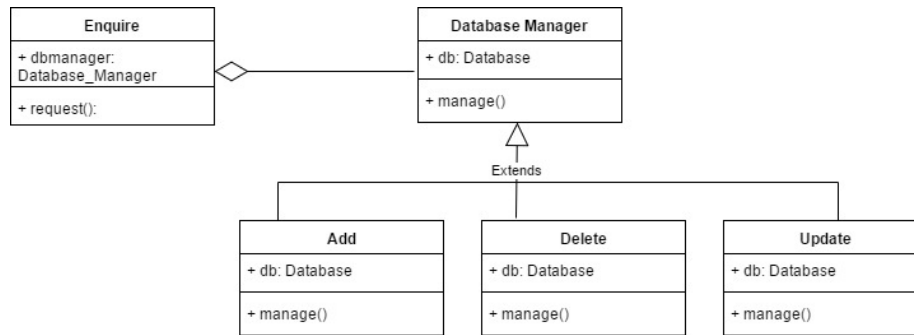 Enquire
+ dbmanager:
Database_Manager
+ request():
Database Manager
+ db: Database
+ manage()
Extends
Add
+ db: Database
+ manage()
Delete
+ db: Database
+ manage()
Update
+ db: Database
+ manage()